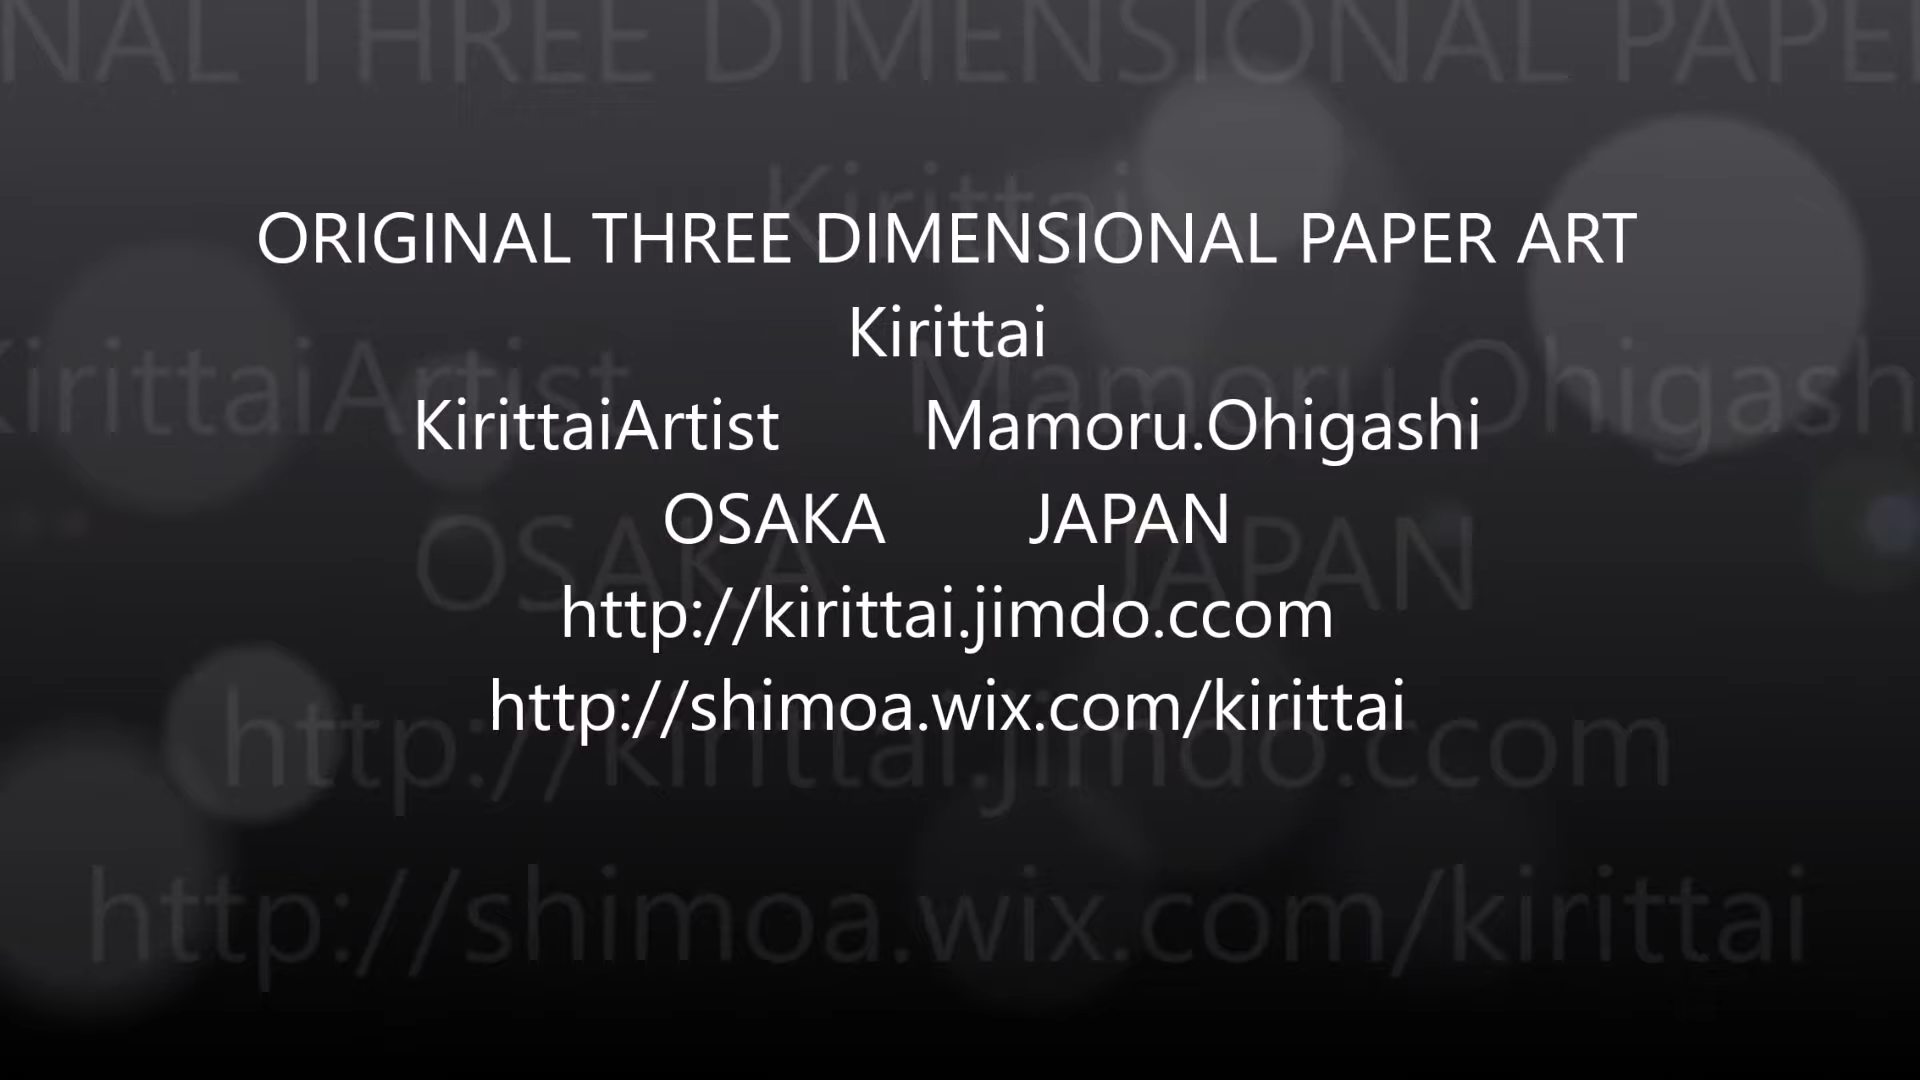 ORIGINAL THREE DIMENSIONAL PAPER ART
Kirittai
KirittaiArtist Mamoru.Ohigashi
OSAKA JAPAN
http://kirittai.jimdo.ccom
http://shimoa.wix.com/kirittai